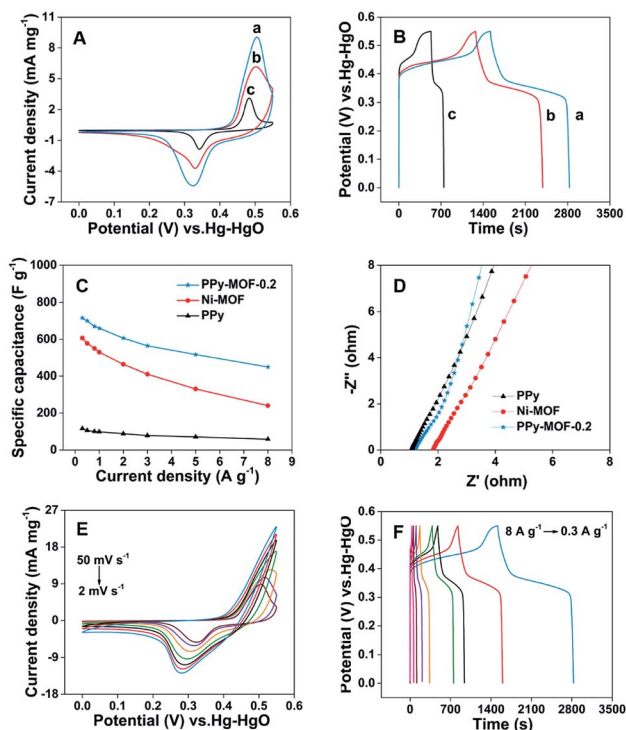 A
a
b
c
11
8
5
2
-1
-4
-7
Current density (mA mg⁻¹)
0.0 0.1 0.2 0.3 0.4 0.5 0.6
Potential (V) vs.Hg-HgO
B
c
b
a
0.6
0.5
0.4
0.3
0.2
0.1
0.0
Potential (V) vs.Hg-HgO
0 700 1400 2100 2800 3500
Time (s)
C
PPy-MOF-0.2
Ni-MOF
PPy
1000
800
600
400
200
0
Specific capacitance (F g⁻¹)
0 1 2 3 4 5 6 7 8 9
Current density (A g⁻¹)
D
PPy
Ni-MOF
PPy-MOF-0.2
8
6
4
2
0
-Z'' (ohm)
0 2 4 6 8
Z' (ohm)
E
50 mV s⁻¹
2 mV s⁻¹
27
18
9
0
-9
-18
Current density (mA mg⁻¹)
0.0 0.1 0.2 0.3 0.4 0.5 0.6
Potential (V) vs.Hg-HgO
F
8 A g⁻¹ → 0.3 A g⁻¹
0.6
0.5
0.4
0.3
0.2
0.1
0.0
Potential (V) vs.Hg-HgO
0 700 1400 2100 2800 3500
Time (s)